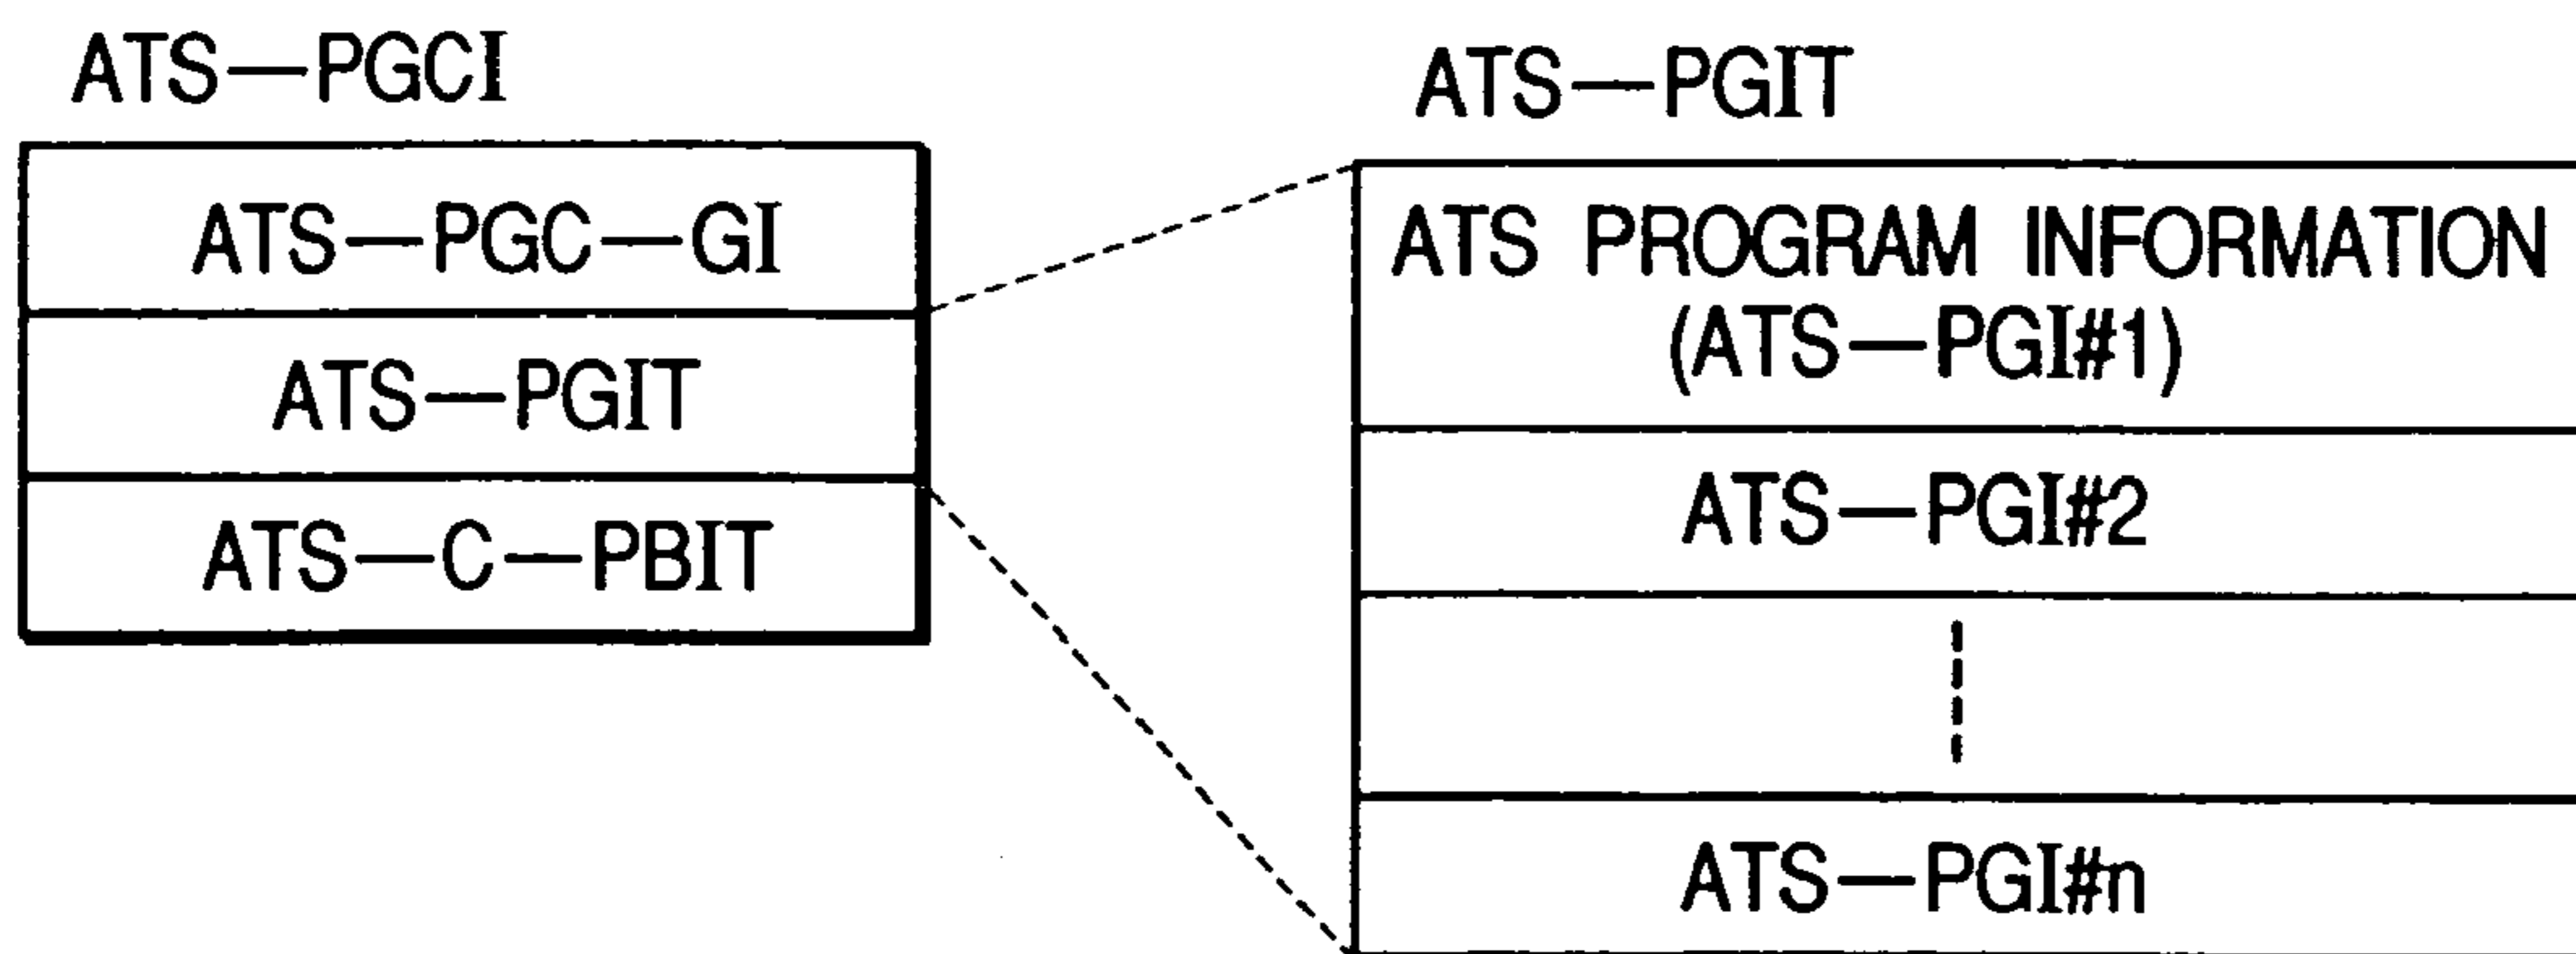 ATS—PGCI
ATS—PGC—GI
ATS—PGIT
ATS—C—PBIT
ATS—PGIT
ATS PROGRAM INFORMATION
(ATS—PGI#1)
ATS—PGI#2
ATS—PGI#n